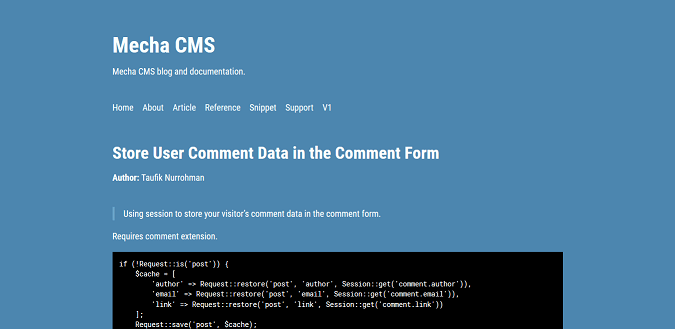 Mecha CMS
Mecha CMS blog and documentation.
Home About Article Reference Snippet Support V1
Store User Comment Data in the Comment Form
Author: Taufik Nurrohman
Using session to store your visitor's comment data in the comment form.
Requires comment extension.
if (!Request::is('post')) {
    $cache = [
        'author' => Request::restore('post', 'author', Session::get('comment.author')),
        'email' => Request::restore('post', 'email', Session::get('comment.email')),
        'link' => Request::restore('post', 'link', Session::get('comment.link'))
    ];
    Request::save('post', $cache);